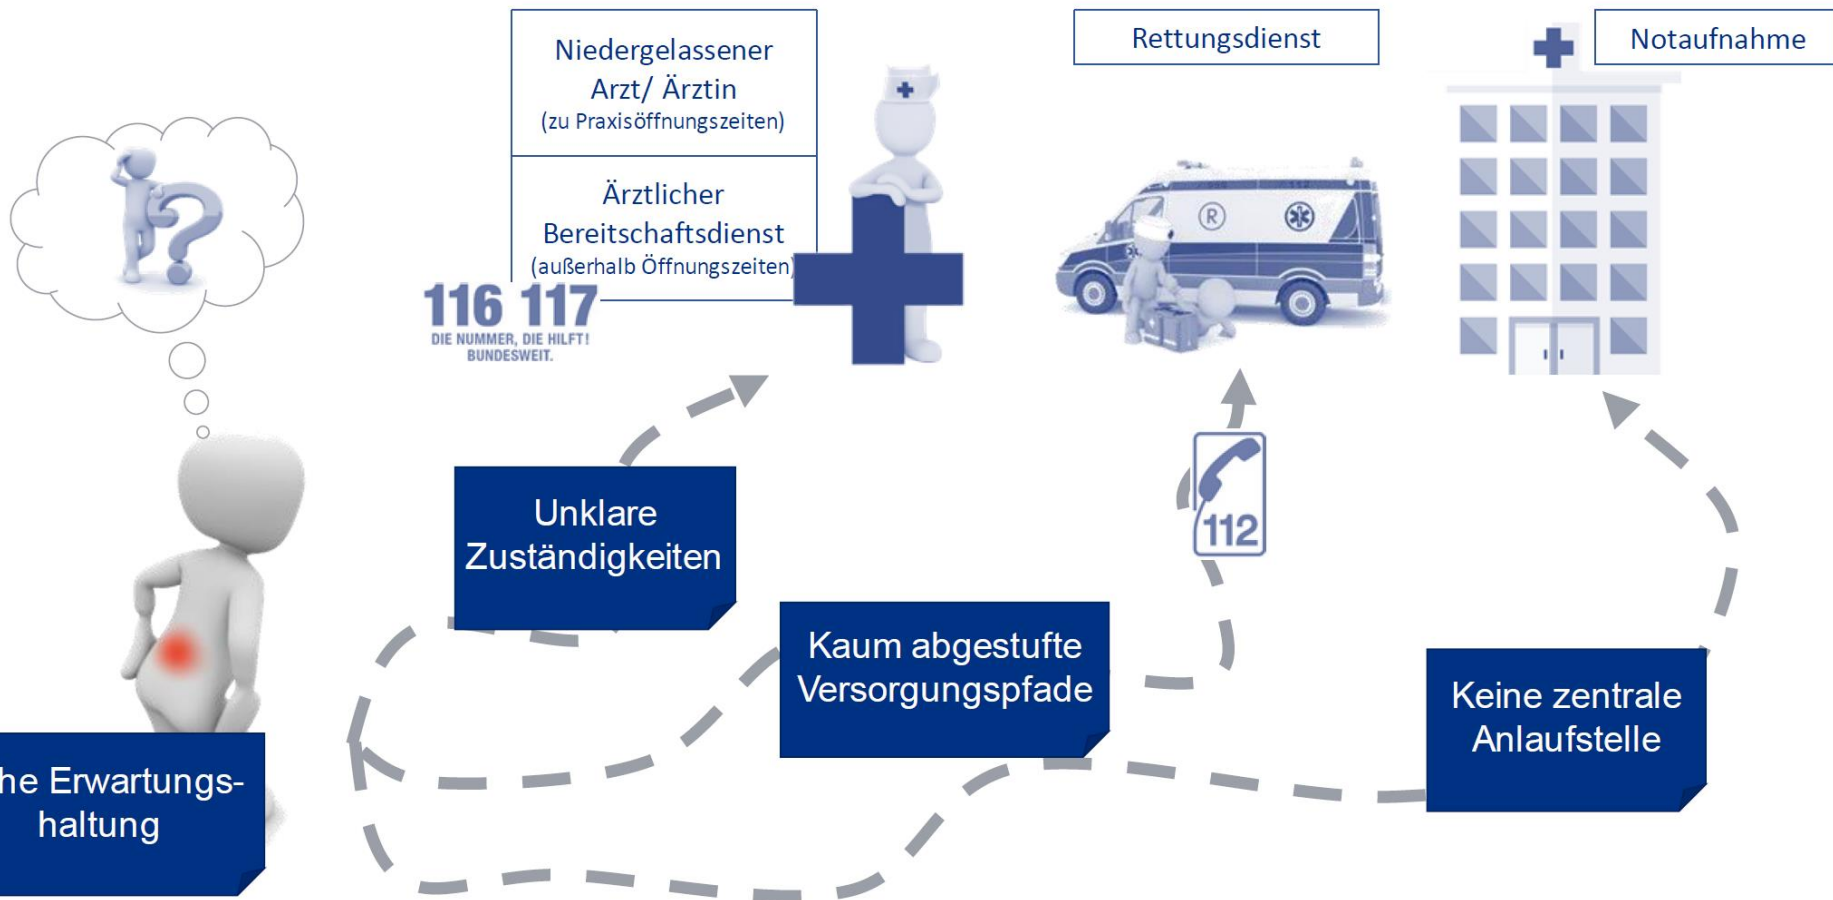 Niedergelassener
Arzt/ Ärztin
(zu Praxisöffnungszeiten)
Ärztlicher
Bereitschaftsdienst
(außerhalb Öffnungszeiten)
116 117
DIE NUMMER, DIE HILFT!
BUNDESWEIT.
Rettungsdienst
112
R
Notaufnahme
112
Unklare
Zuständigkeiten
Kaum abgestufte
Versorgungspfade
Keine zentrale
Anlaufstelle
Erwartungs-
haltung